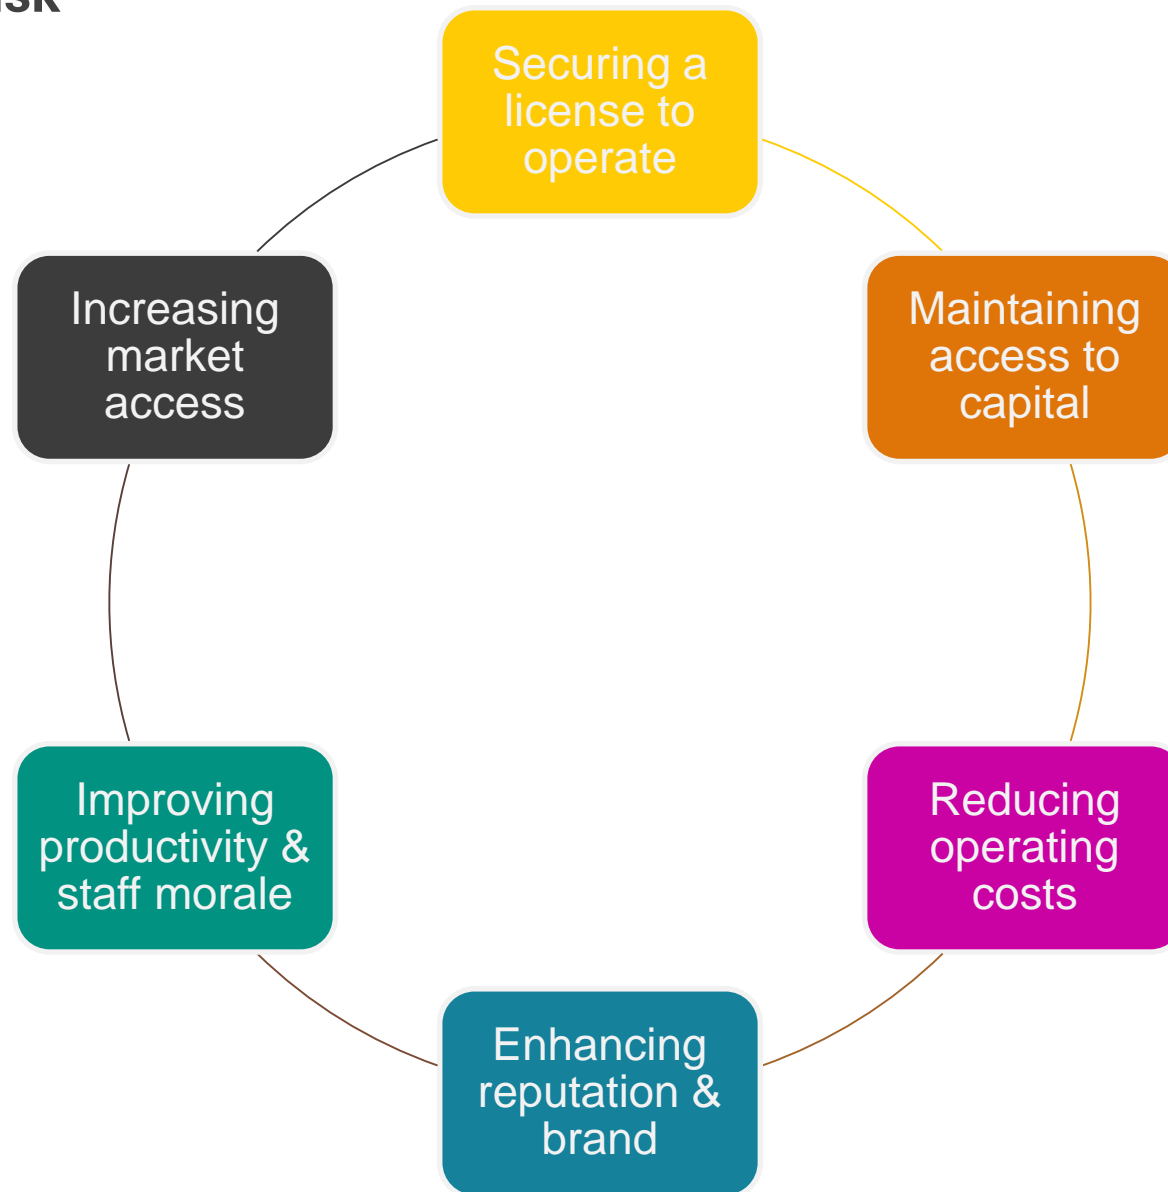 Securing a
license to
operate
Maintaining
access to
capital
Reducing
operating
costs
Enhancing
reputation &
brand
Improving
productivity &
staff morale
Increasing
market
access